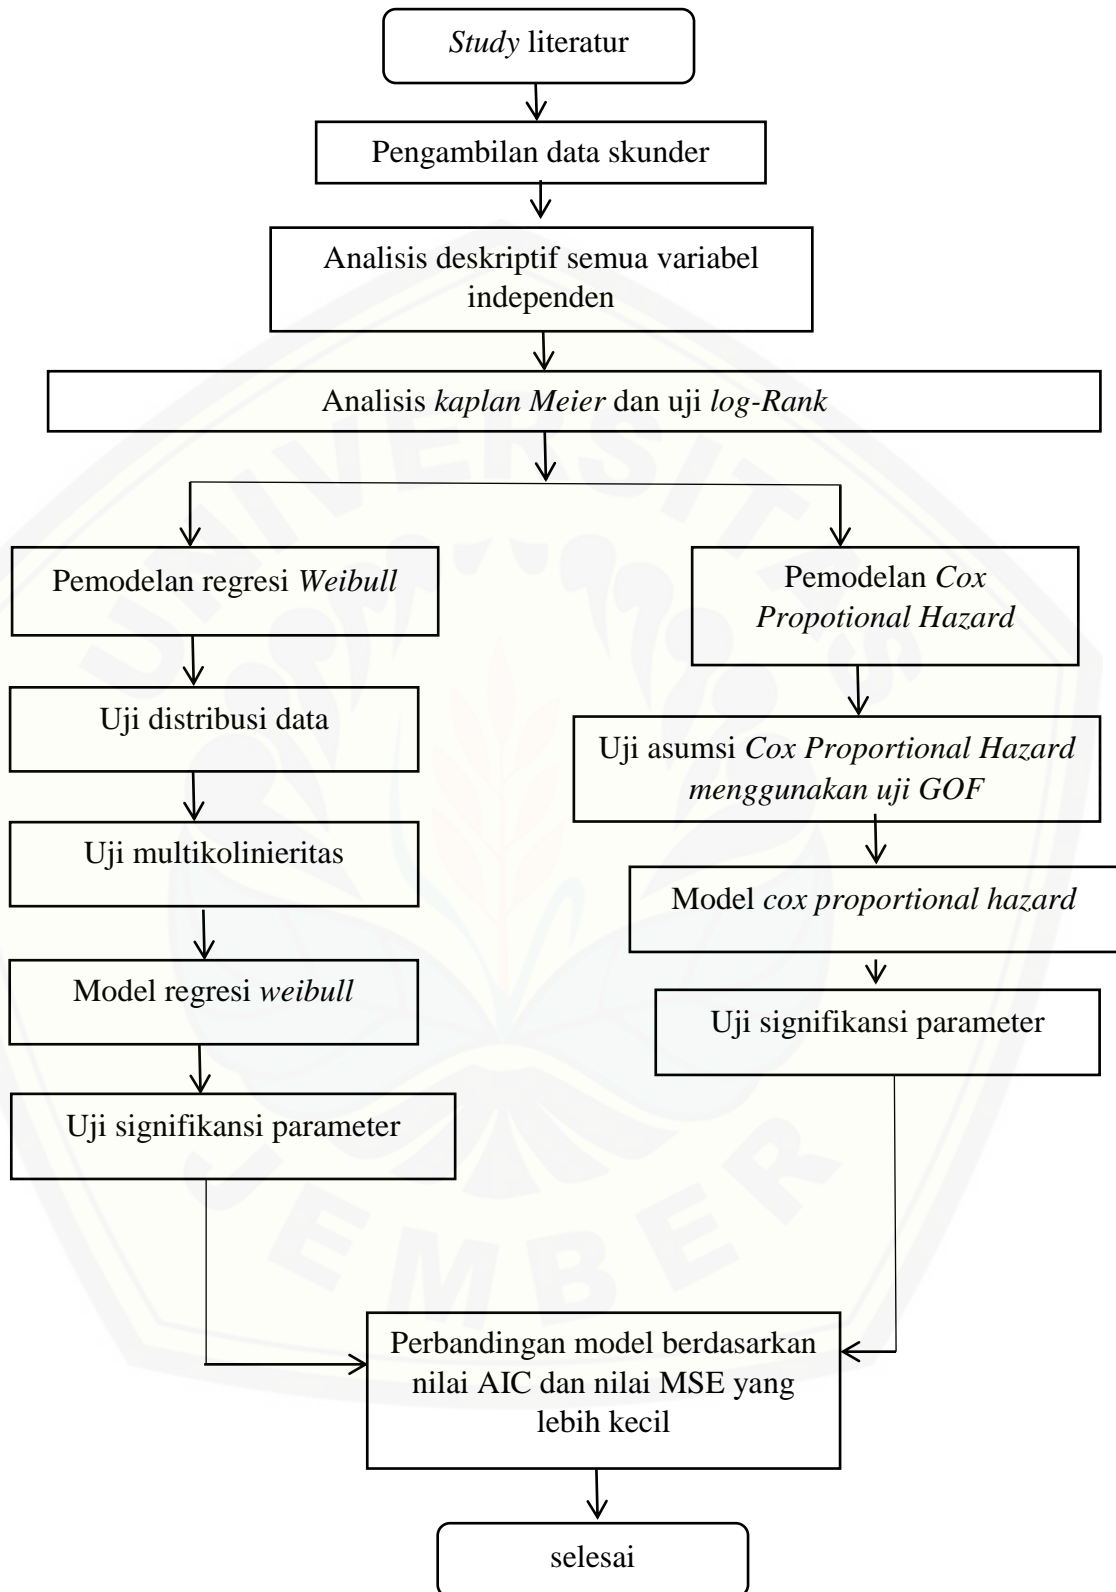 Study literatur
Pengambilan data skunder
Analisis deskriptif semua variabel
independen
Analisis kaplan Meier dan uji log-Rank
Pemodelan regresi Weibull
Uji distribusi data
Uji multikolinieritas
Model regresi weibull
Uji signifikansi parameter
Pemodelan Cox
Propotional Hazard
Uji asumsi Cox Proportional Hazard
menggunakan uji GOF
Model cox proportional hazard
Uji signifikansi parameter
Perbandingan model berdasarkan
nilai AIC dan nilai MSE yang
lebih kecil
selesai
UNIVERSITAS
JEMBER